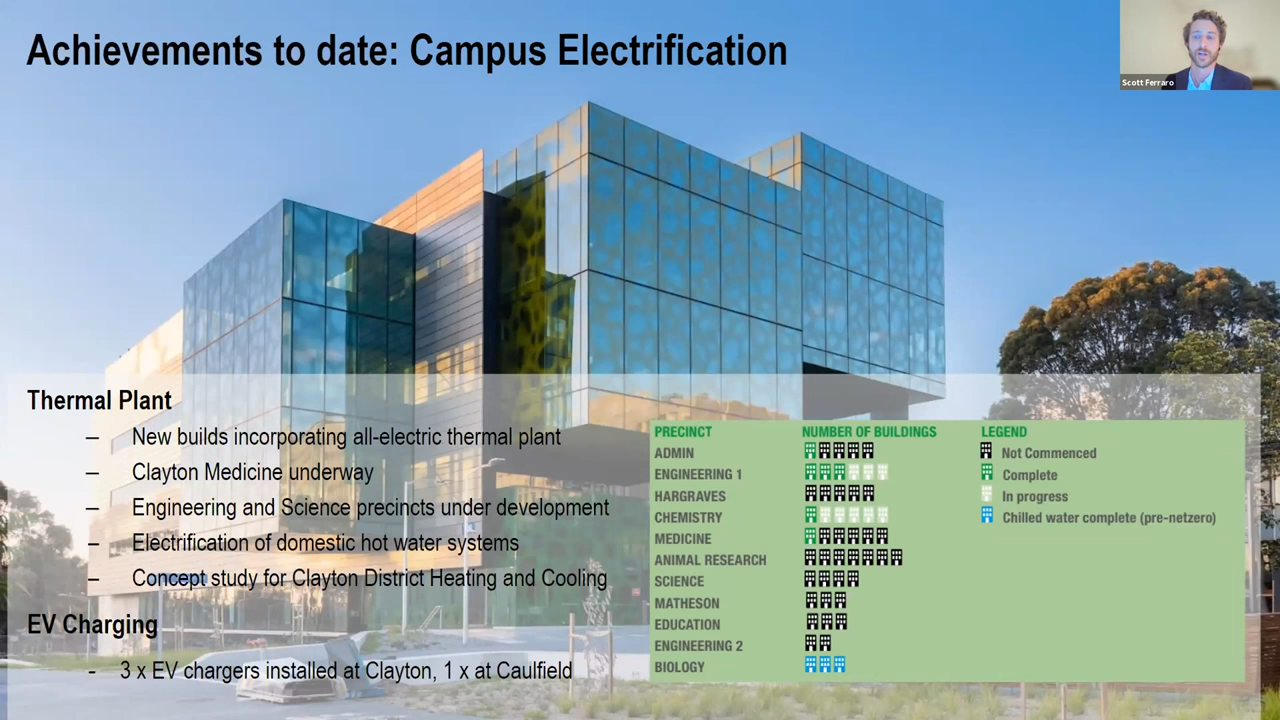 Achievements to date: Campus Electrification
Scott Ferraro
Thermal Plant
– New builds incorporating all-electric thermal plant
– Clayton Medicine underway
– Engineering and Science precincts under development
– Electrification of domestic hot water systems
– Concept study for Clayton District Heating and Cooling
EV Charging
- 3 x EV chargers installed at Clayton, 1 x at Caulfield
PRECINCT NUMBER OF BUILDINGS
ADMIN
ENGINEERING 1
HARGRAVES
CHEMISTRY
MEDICINE
ANIMAL RESEARCH
SCIENCE
MATHESON
EDUCATION
ENGINEERING 2
BIOLOGY
LEGEND
Not Commenced
Complete
In progress
Chilled water complete (pre-netzero)